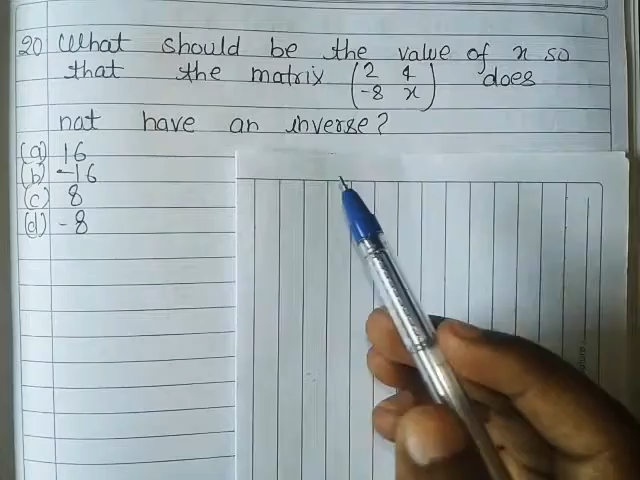 20 What should be the value of x so
that the matrix (2 4
-8 x) does
not have an inverse?
(a) 16
(b) -16
(c) 8
(d) -8